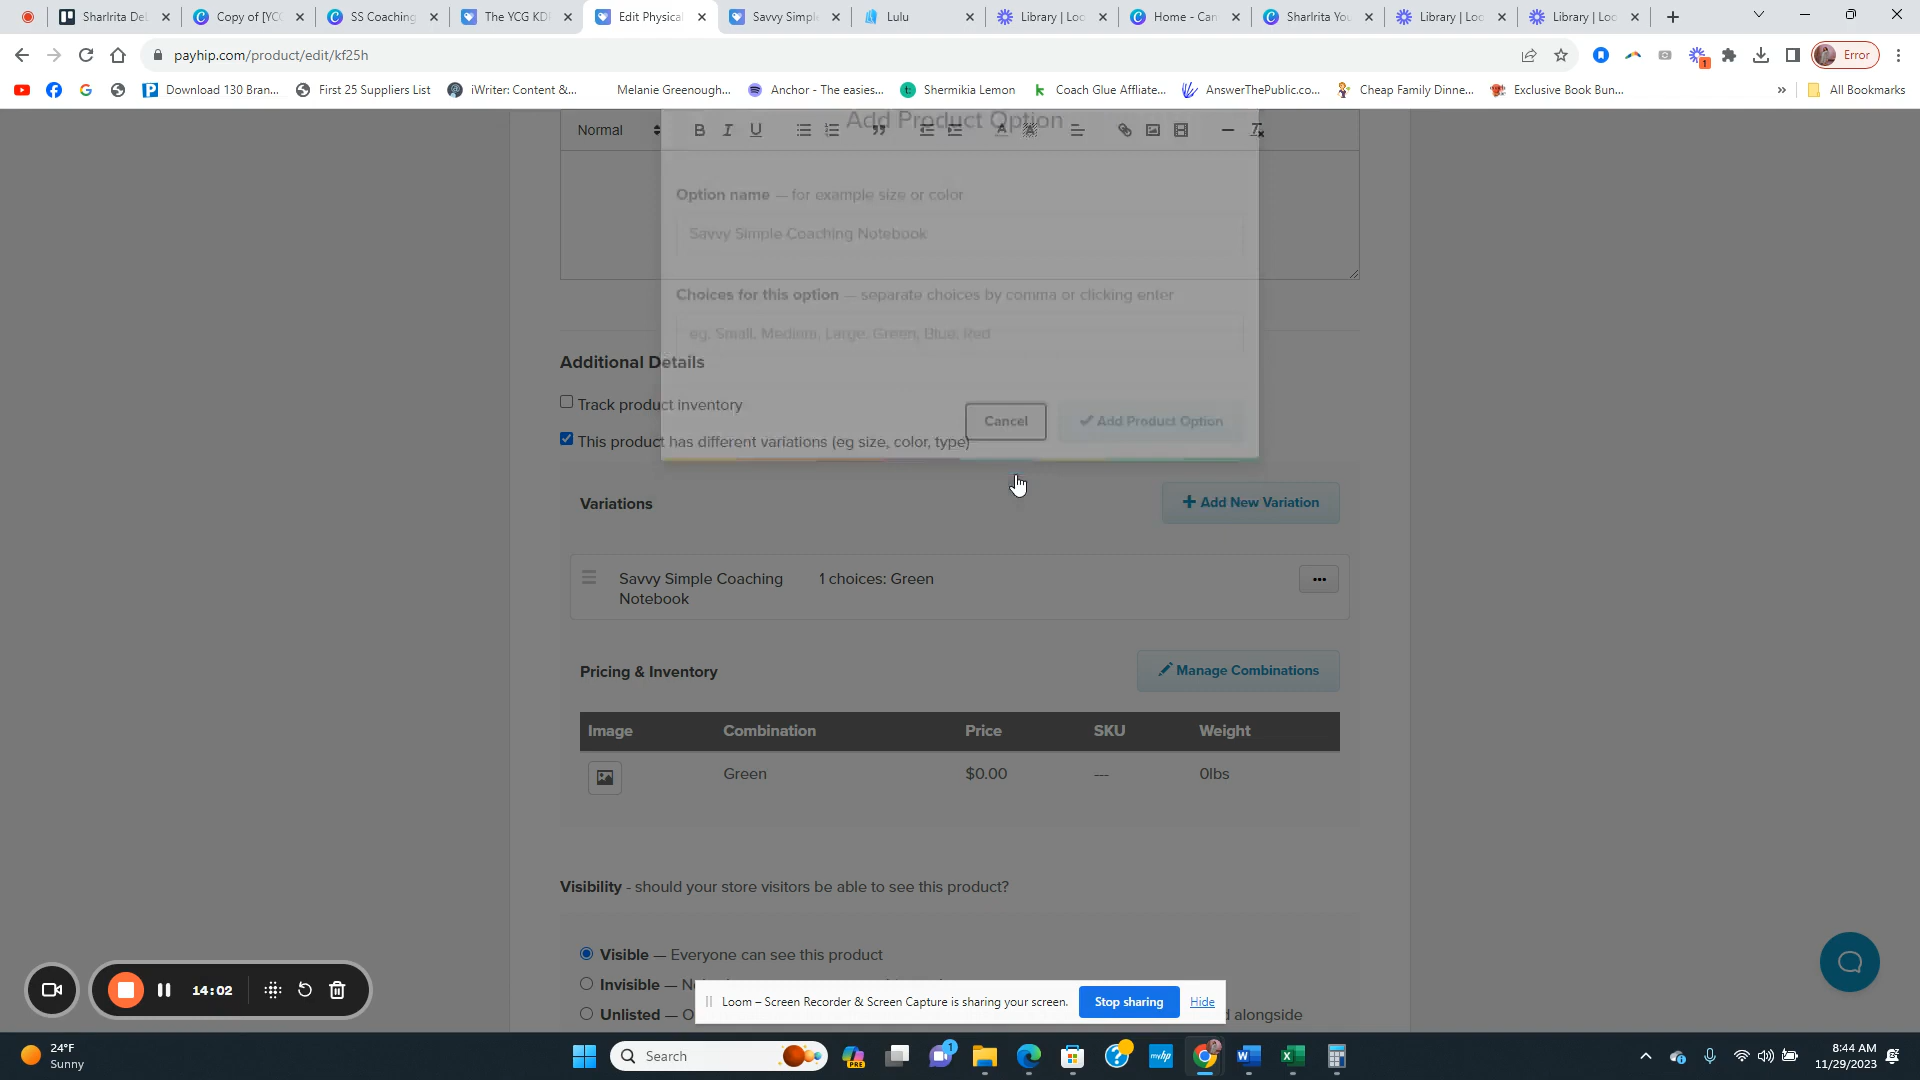 Sharlrita Del
Copy of [YCG
SS Coaching
The YCG KDP
Edit Physical
Savvy Simple
Lulu
Library | Loo
Home - Can
Sharlrita You
Library | Loo
Library | Loo
payhip.com/product/edit/kf25h
1
Error
Download 130 Bran...
First 25 Suppliers List
iWriter: Content &...
Melanie Greenough...
Anchor - The easies...
Shermikia Lemon
Coach Glue Affiliate...
AnswerThePublic.co...
Cheap Family Dinne...
Exclusive Book Bun...
»
All Bookmarks
Add Product Option
Normal
B I U
Option name — for example size or color
Savvy Simple Coaching Notebook
Choices for this option — separate choices by comma or clicking enter
eg. Small, Medium, Large, Green, Blue, Red
Additional Details
Track product inventory
Cancel
Add Product Option
This product has different variations (eg size, color, type)
Variations
+ Add New Variation
Savvy Simple Coaching
Notebook
1 choices: Green
Pricing & Inventory
Manage Combinations
Image Combination Price SKU Weight
Green $0.00 --- 0lbs
Visibility - should your store visitors be able to see this product?
Visible — Everyone can see this product
Invisible —
Unlisted —
d alongside
14:02
Loom – Screen Recorder & Screen Capture is sharing your screen.
Stop sharing
Hide
24°F
Sunny
Search
PRE
1
myhp
8:44 AM
11/29/2023